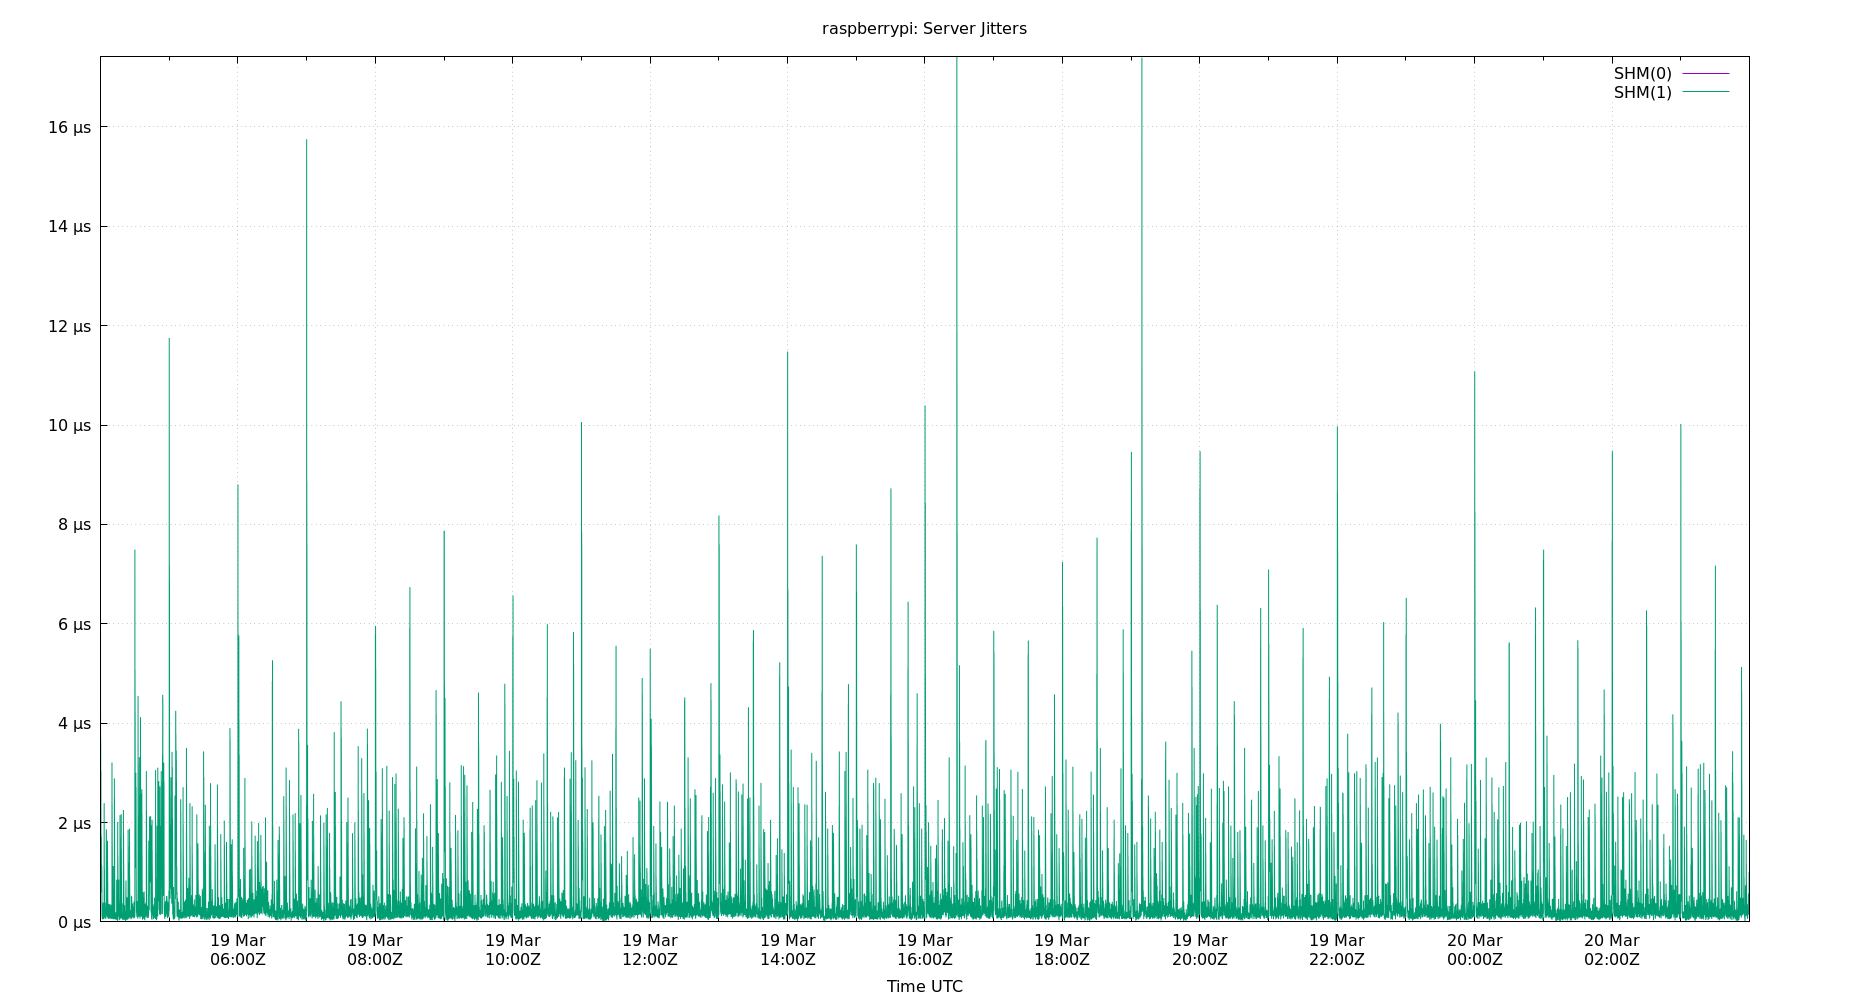 raspberrypi: Server Jitters
SHM(0)
SHM(1)
16 µs
14 µs
12 µs
10 µs
8 µs
6 µs
4 µs
2 µs
0 µs
19 Mar 19 Mar 19 Mar 19 Mar 19 Mar 19 Mar 19 Mar 19 Mar 19 Mar 20 Mar 20 Mar
06:00Z 08:00Z 10:00Z 12:00Z 14:00Z 16:00Z 18:00Z 20:00Z 22:00Z 00:00Z 02:00Z
Time UTC